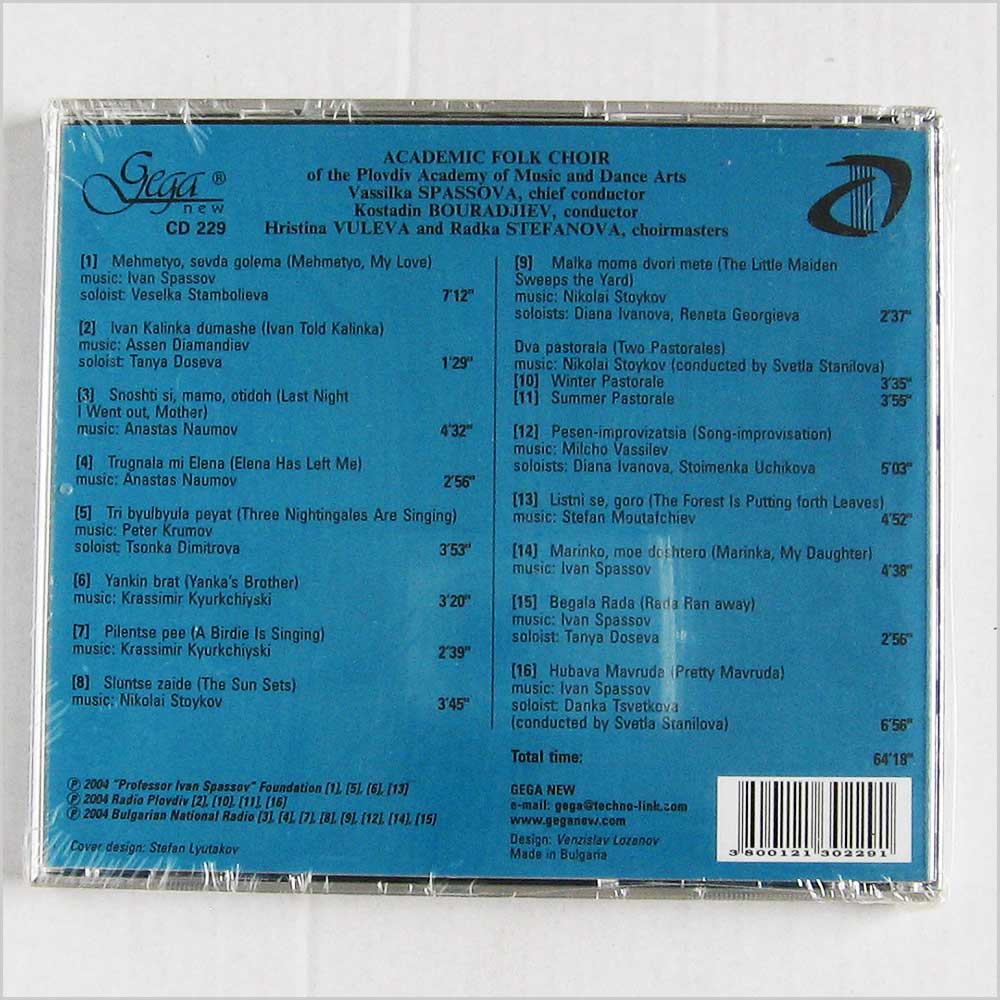 Gega ®
new
CD 229
ACADEMIC FOLK CHOIR
of the Plovdiv Academy of Music and Dance Arts
Vassilka SPASSOVA, chief conductor
Kostadin BOURADJIEV, conductor
Hristina VULEVA and Radka STEFANOVA, choirmasters
[1] Mehmetyo, sevda golema (Mehmetyo, My Love)
music: Ivan Spassov
soloist: Veselka Stambolieva 7'12"
[2] Ivan Kalinka dumashe (Ivan Told Kalinka)
music: Assen Diamandiev
soloist: Tanya Doseva 1'29"
[3] Snoshti si, mamo, otidoh (Last Night
I Went out, Mother)
music: Anastas Naumov 4'32"
[4] Trugnala mi Elena (Elena Has Left Me)
music: Anastas Naumov 2'56"
[5] Tri byulbyula peyat (Three Nightingales Are Singing)
music: Peter Krumov
soloist: Tsonka Dimitrova 3'53"
[6] Yankin brat (Yanka's Brother)
music: Krassimir Kyurkchiyski 3'20"
[7] Pilentse pee (A Birdie Is Singing)
music: Krassimir Kyurkchiyski 2'39"
[8] Sluntse zaide (The Sun Sets)
music: Nikolai Stoykov 3'45"
[9] Malka moma dvori mete (The Little Maiden
Sweeps the Yard)
music: Nikolai Stoykov
soloists: Diana Ivanova, Reneta Georgieva 2'37"
Dva pastorala (Two Pastorales)
music: Nikolai Stoykov (conducted by Svetla Stanilova)
[10] Winter Pastorale 3'35"
[11] Summer Pastorale 3'55"
[12] Pesen-improvizatsia (Song-improvisation)
music: Milcho Vassilev
soloists: Diana Ivanova, Stoimenka Uchikova 5'03"
[13] Listni se, goro (The Forest Is Putting forth Leaves)
music: Stefan Moutafchiev 4'52"
[14] Marinko, moe doshtero (Marinka, My Daughter)
music: Ivan Spassov 4'38"
[15] Begala Rada (Rada Ran away)
music: Ivan Spassov
soloist: Tanya Doseva 2'56"
[16] Hubava Mavruda (Pretty Mavruda)
music: Ivan Spassov
soloist: Danka Tsvetkova
(conducted by Svetla Stanilova) 6'56"
Total time: 64'18"
℗ 2004 "Professor Ivan Spassov" Foundation [1], [5], [6], [13]
℗ 2004 Radio Plovdiv [2], [10], [11], [16]
℗ 2004 Bulgarian National Radio [3], [4], [7], [8], [9], [12], [14], [15]
Cover design: Stefan Lyutakov
GEGA NEW
e-mail: gega@techno-link.com
www.geganew.com
Design: Venzislav Lozanov
Made in Bulgaria
3 800121 302291